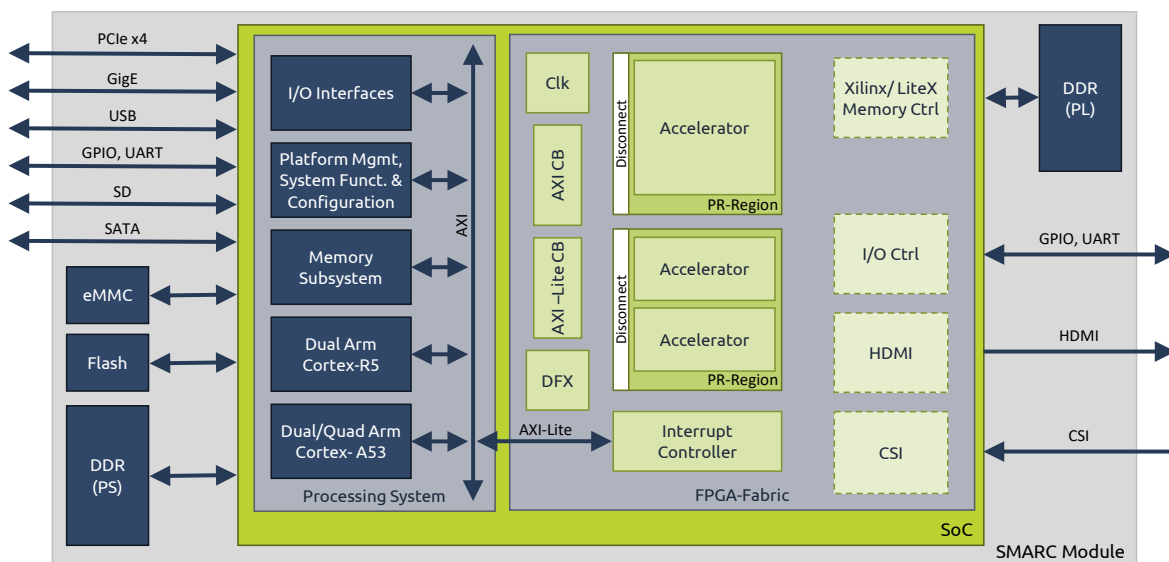 PCIe x4
GigE
USB
GPIO, UART
SD
SATA
eMMC
Flash
DDR
(PS)
I/O Interfaces
Platform Mgmt,
System Funct. &
Configuration
Memory
Subsystem
Dual Arm
Cortex-R5
Dual/Quad Arm
Cortex- A53
AXI
Processing System
AXI-Lite
Clk
AXI CB
AXI –Lite CB
DFX
Disconnect
Accelerator
PR-Region
Disconnect
Accelerator
Accelerator
PR-Region
Interrupt
Controller
FPGA-Fabric
Xilinx/ LiteX
Memory Ctrl
I/O Ctrl
HDMI
CSI
SoC
DDR
(PL)
GPIO, UART
HDMI
CSI
SMARC Module